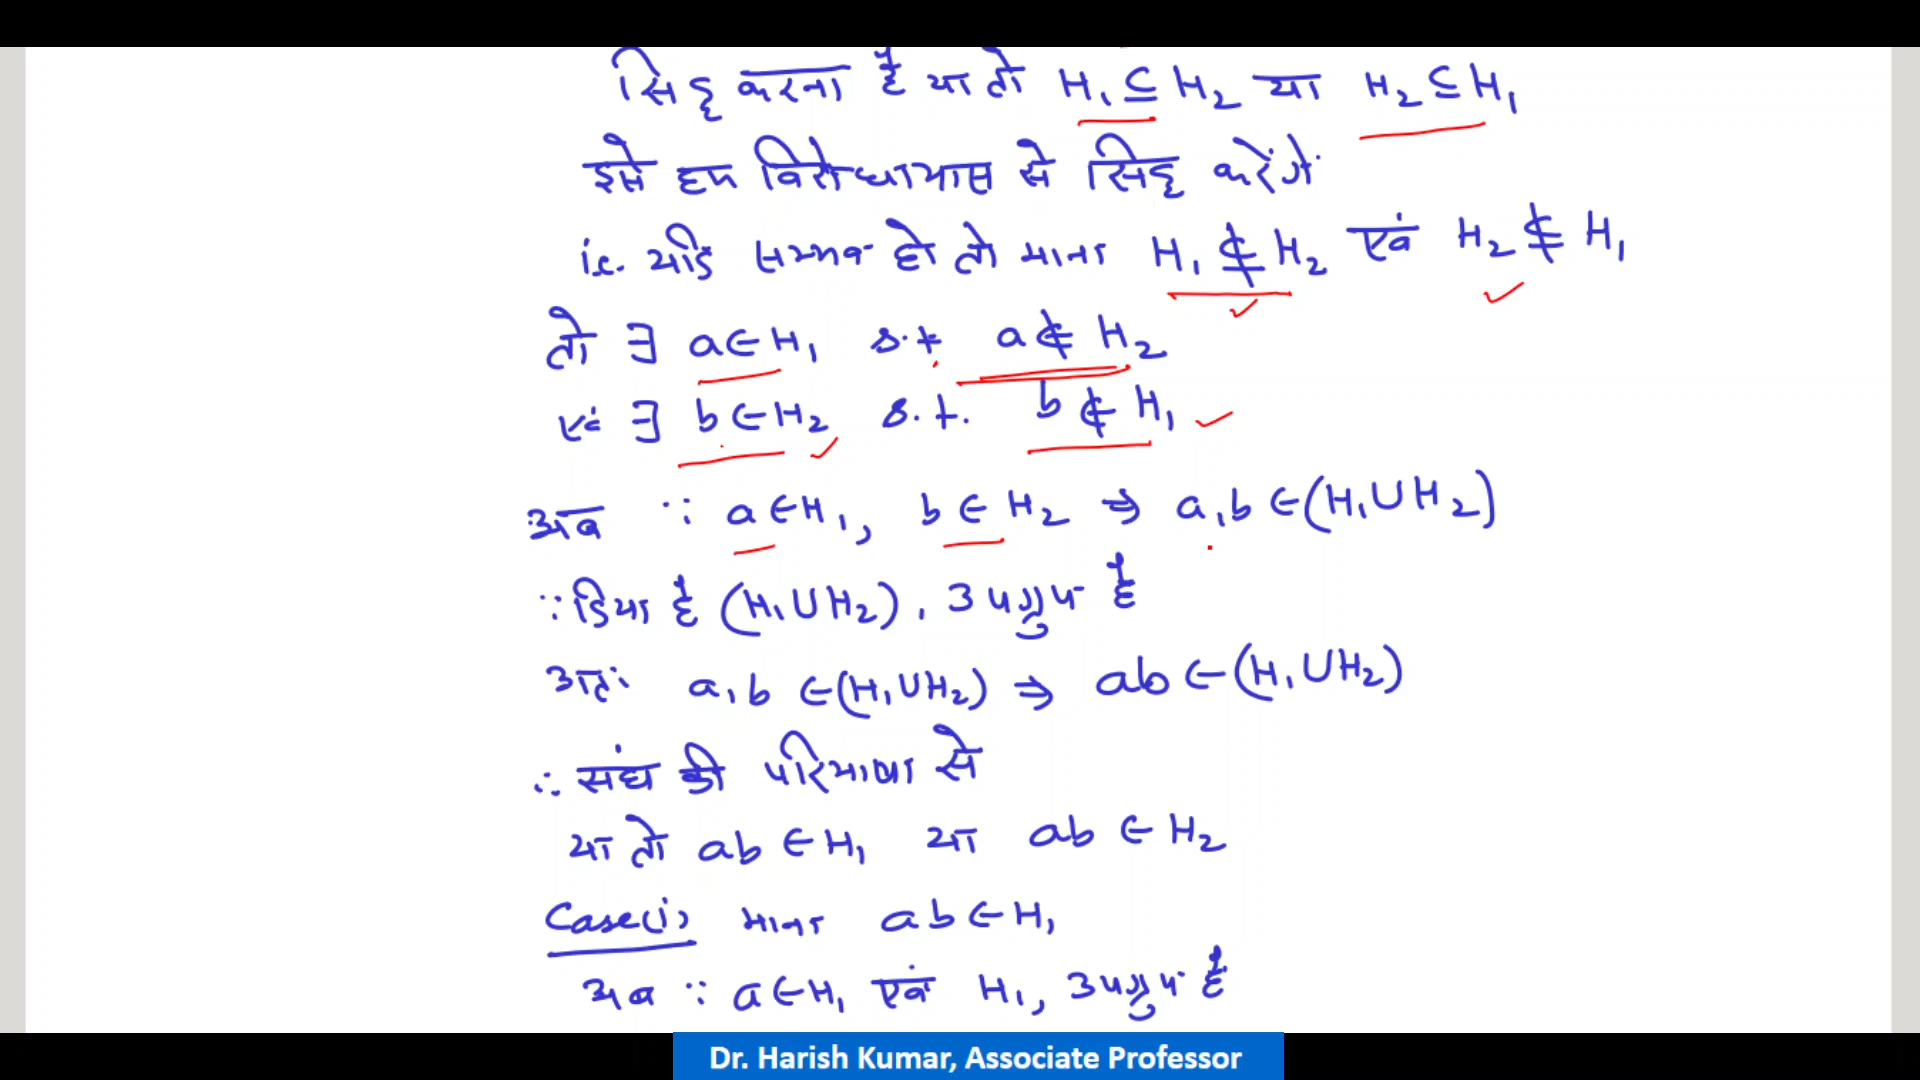 सिद्ध करना है या तो H₁ ⊆ H₂ या H₂ ⊆ H₁
इसे हम विरोधाभास से सिद्ध करेंगे
i.e. यदि सम्भव हो तो माना H₁ ⊈ H₂ एवं H₂ ⊈ H₁
तो ∃ a ∈ H₁ s.t. a ∉ H₂
एवं ∃ b ∈ H₂ s.t. b ∉ H₁
अब ∵ a ∈ H₁, b ∈ H₂ ⇒ a, b ∈ (H₁ ∪ H₂)
∵ दिया है (H₁ ∪ H₂), उपग्रुप है
अतः a, b ∈ (H₁ ∪ H₂) ⇒ ab ∈ (H₁ ∪ H₂)
∴ संघ की परिभाषा से
या तो ab ∈ H₁ या ab ∈ H₂
Case (i) माना ab ∈ H₁
अब ∵ a ∈ H₁ एवं H₁, उपग्रुप है
Dr. Harish Kumar, Associate Professor